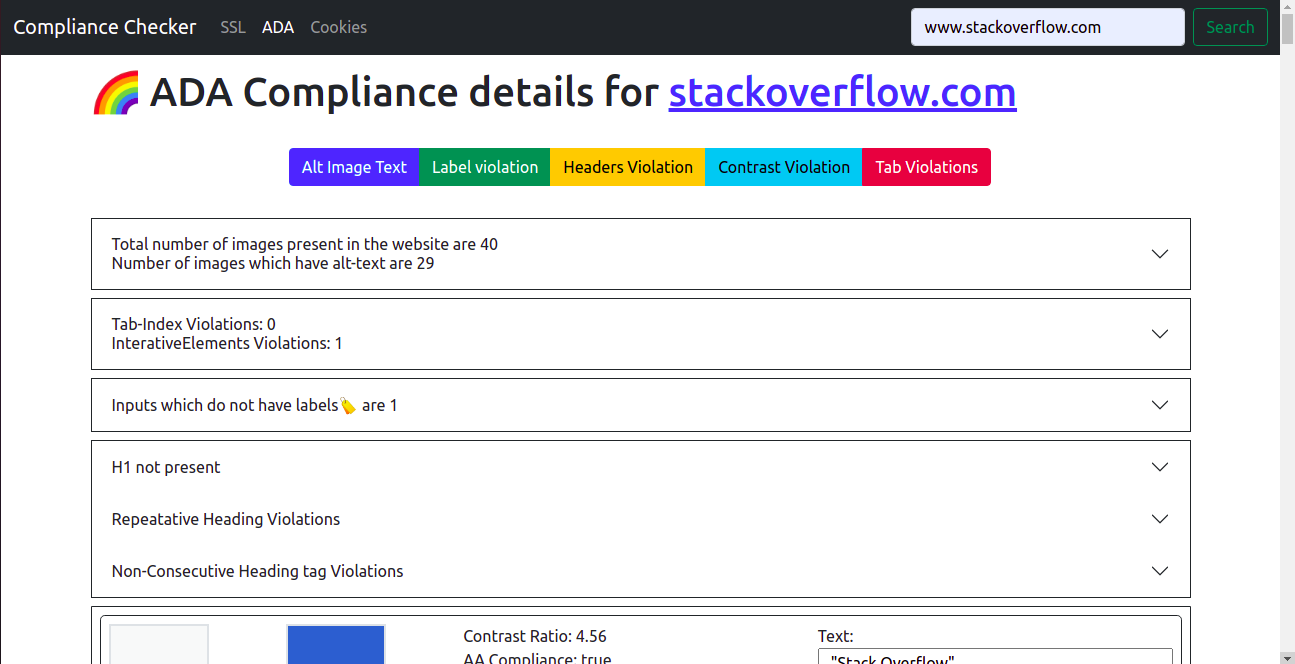 Compliance Checker SSL ADA Cookies www.stackoverflow.com Search
ADA Compliance details for stackoverflow.com
Alt Image Text Label violation Headers Violation Contrast Violation Tab Violations
Total number of images present in the website are 40
Number of images which have alt-text are 29
Tab-Index Violations: 0
InterativeElements Violations: 1
Inputs which do not have labels🏷️ are 1
H1 not present
Repeatative Heading Violations
Non-Consecutive Heading tag Violations
Contrast Ratio: 4.56 Text:
AA Compliance: true "Stack Overflow"